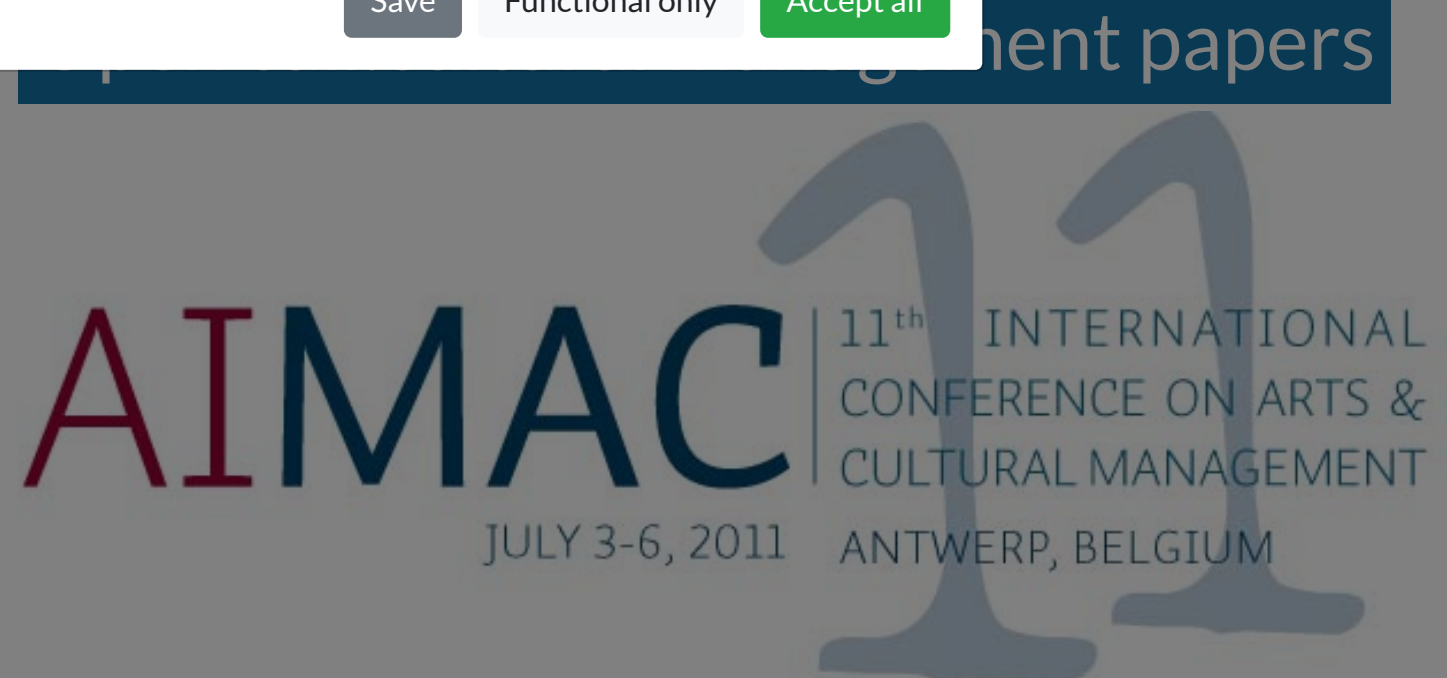 Save Functional only Accept all
papers
AIMAC
11th INTERNATIONAL
CONFERENCE ON ARTS &
CULTURAL MANAGEMENT
JULY 3-6, 2011
ANTWERP, BELGIUM
11